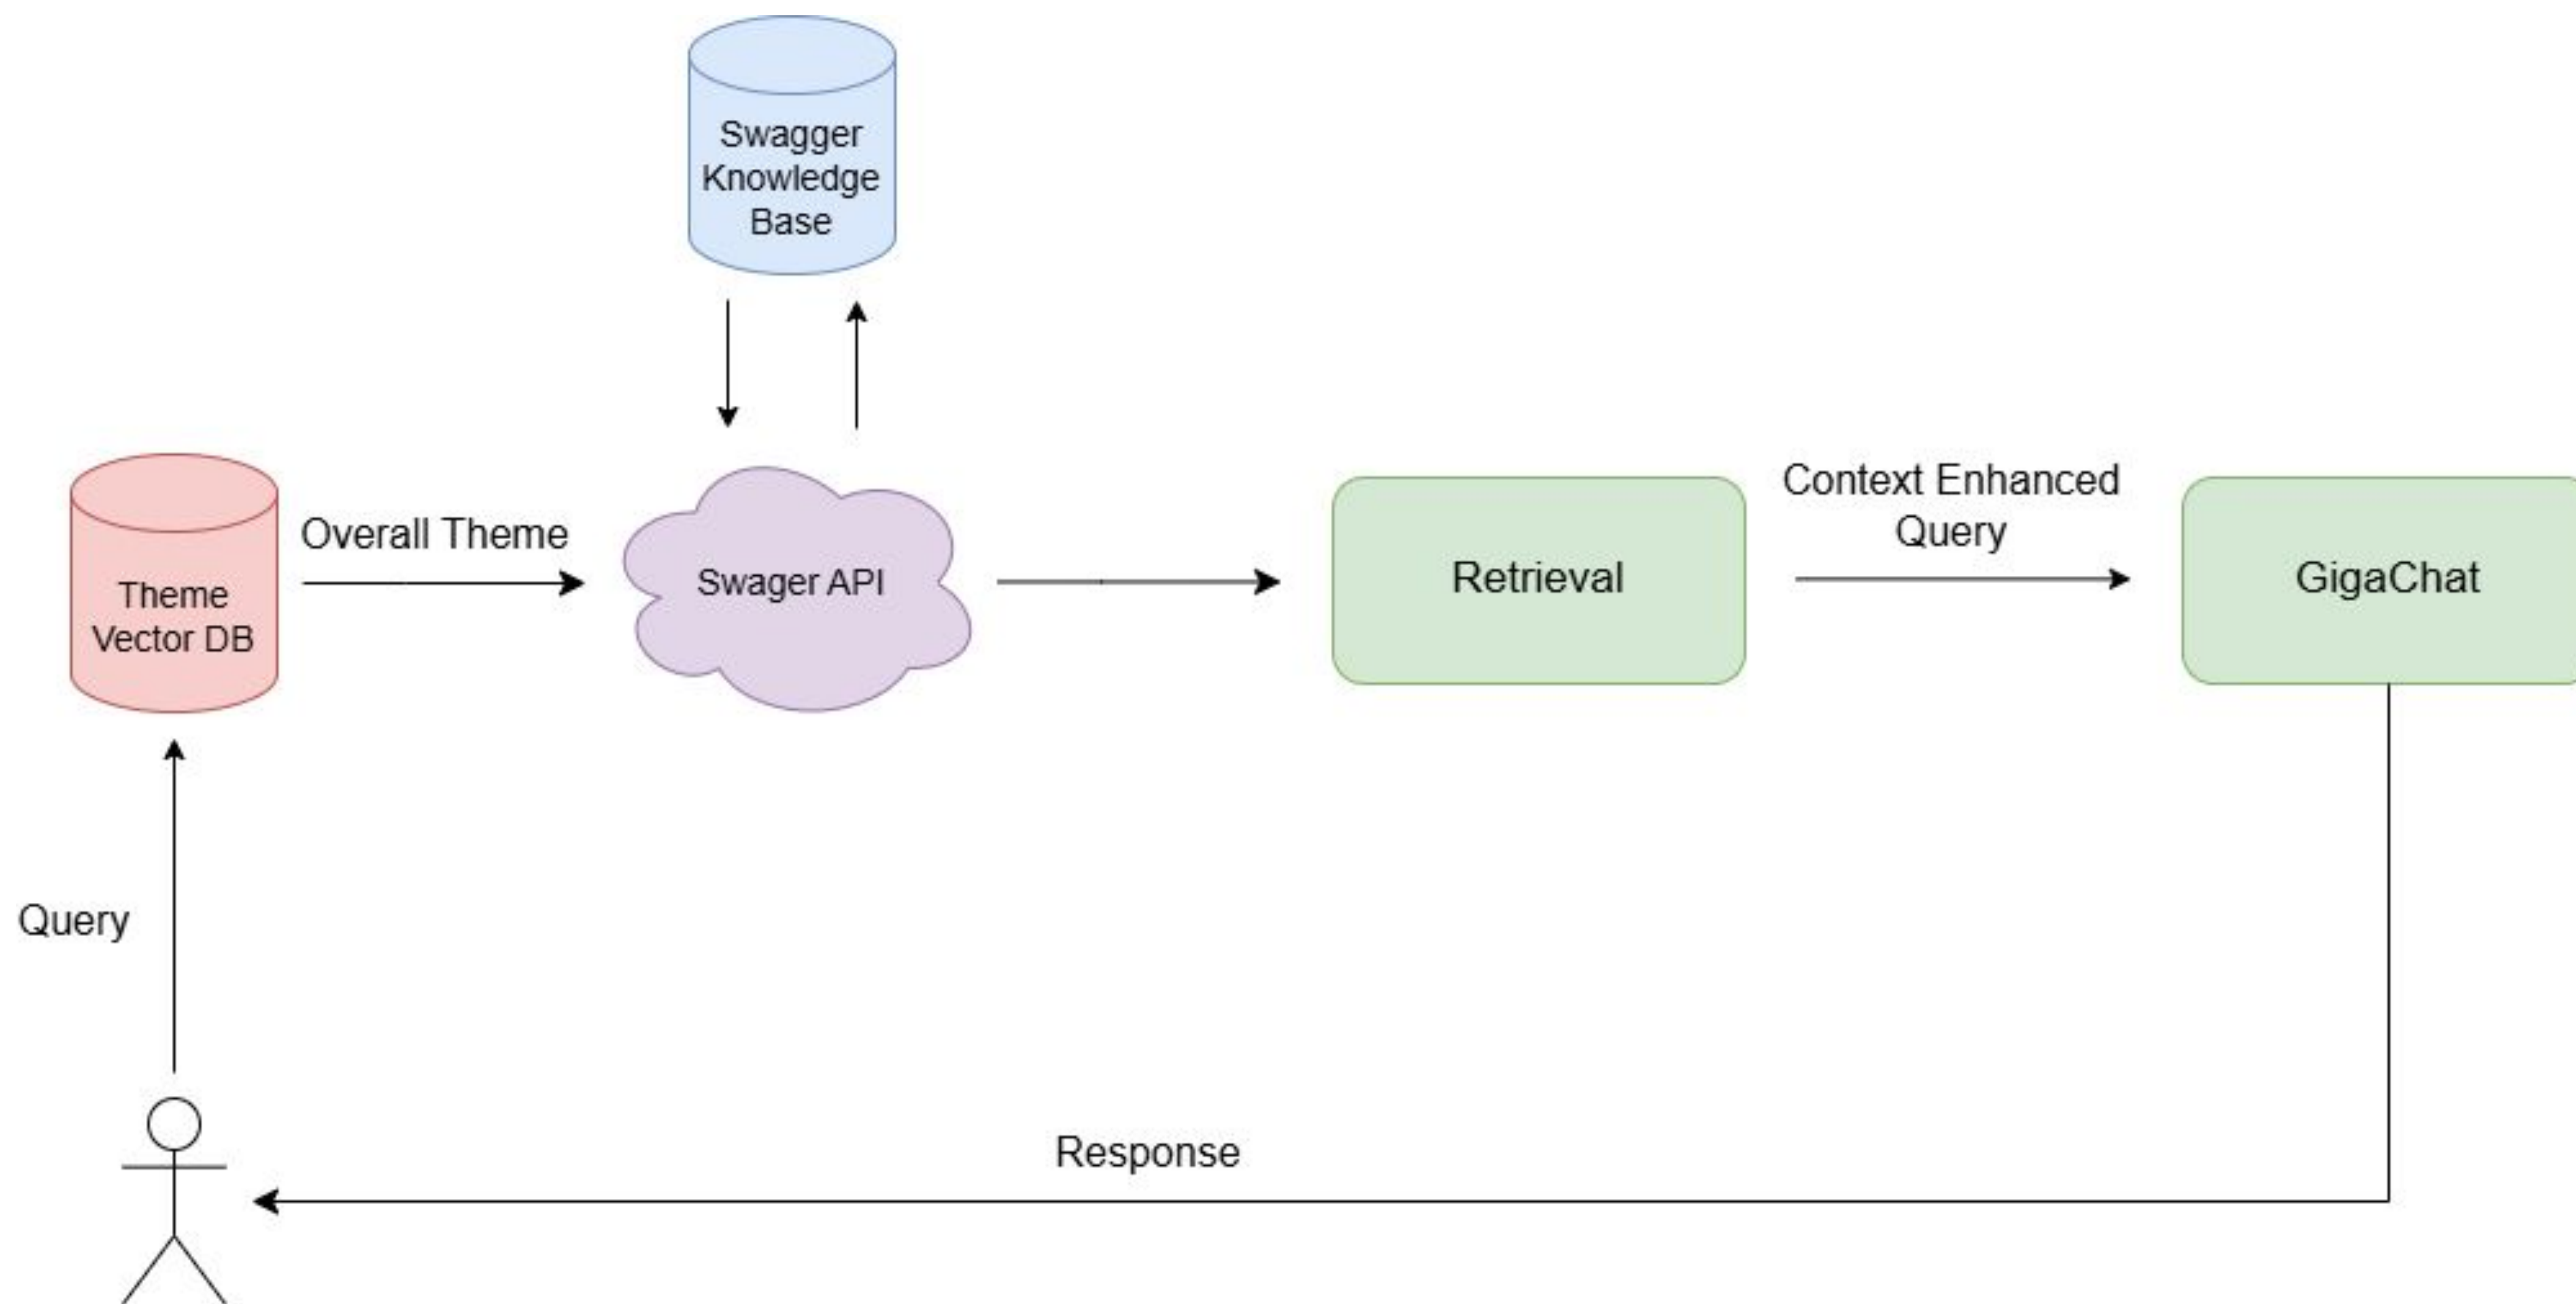 Swagger
Knowledge
Base
Overall Theme
Theme
Vector DB
Swager API
Retrieval
Context Enhanced
Query
GigaChat
Query
Response